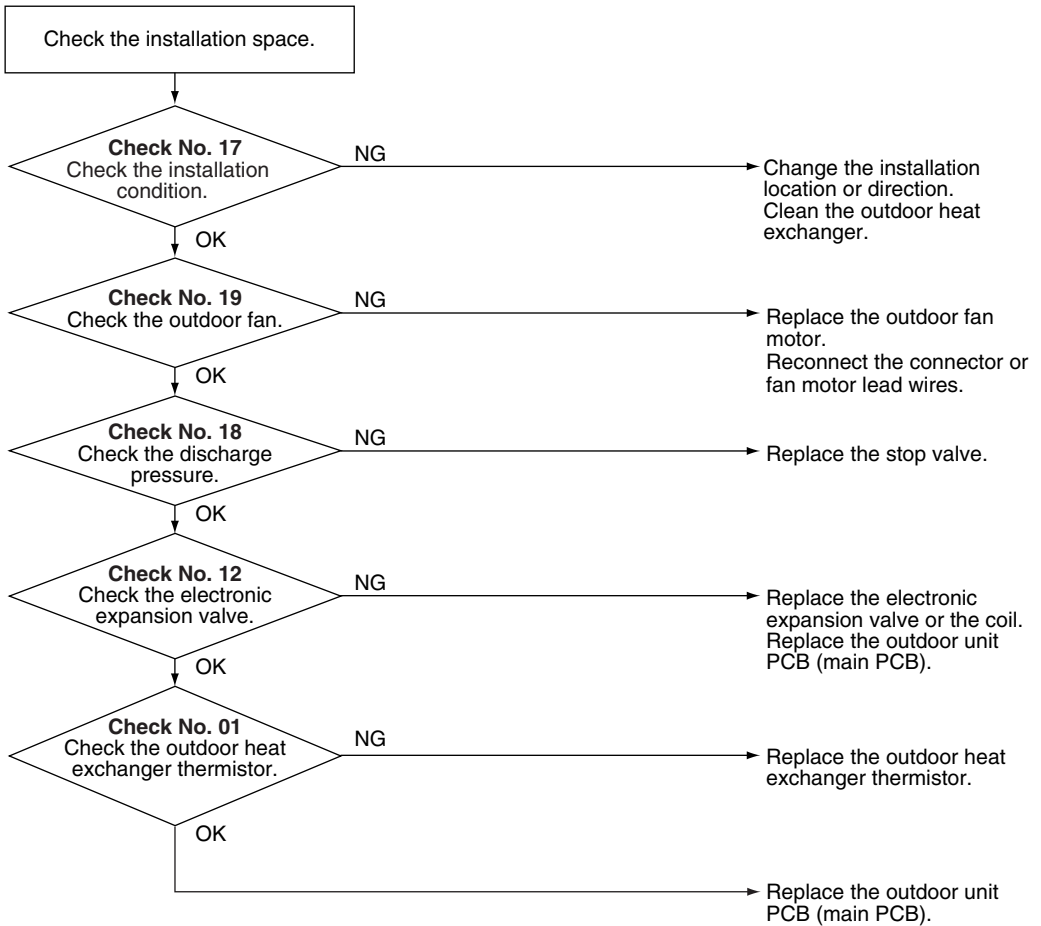 Check the installation space.
Check No. 17
Check the installation
condition.
NG
Change the installation
location or direction.
Clean the outdoor heat
exchanger.
OK
Check No. 19
Check the outdoor fan.
NG
Replace the outdoor fan
motor.
Reconnect the connector or
fan motor lead wires.
OK
Check No. 18
Check the discharge
pressure.
NG
Replace the stop valve.
OK
Check No. 12
Check the electronic
expansion valve.
NG
Replace the electronic
expansion valve or the coil.
Replace the outdoor unit
PCB (main PCB).
OK
Check No. 01
Check the outdoor heat
exchanger thermistor.
NG
Replace the outdoor heat
exchanger thermistor.
OK
Replace the outdoor unit
PCB (main PCB).